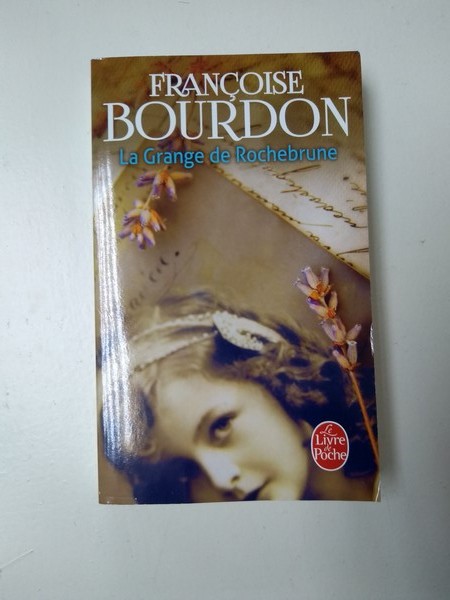 FRANÇOISE
BOURDON
La Grange de Rochebrune
Le
Livre
de
Poche